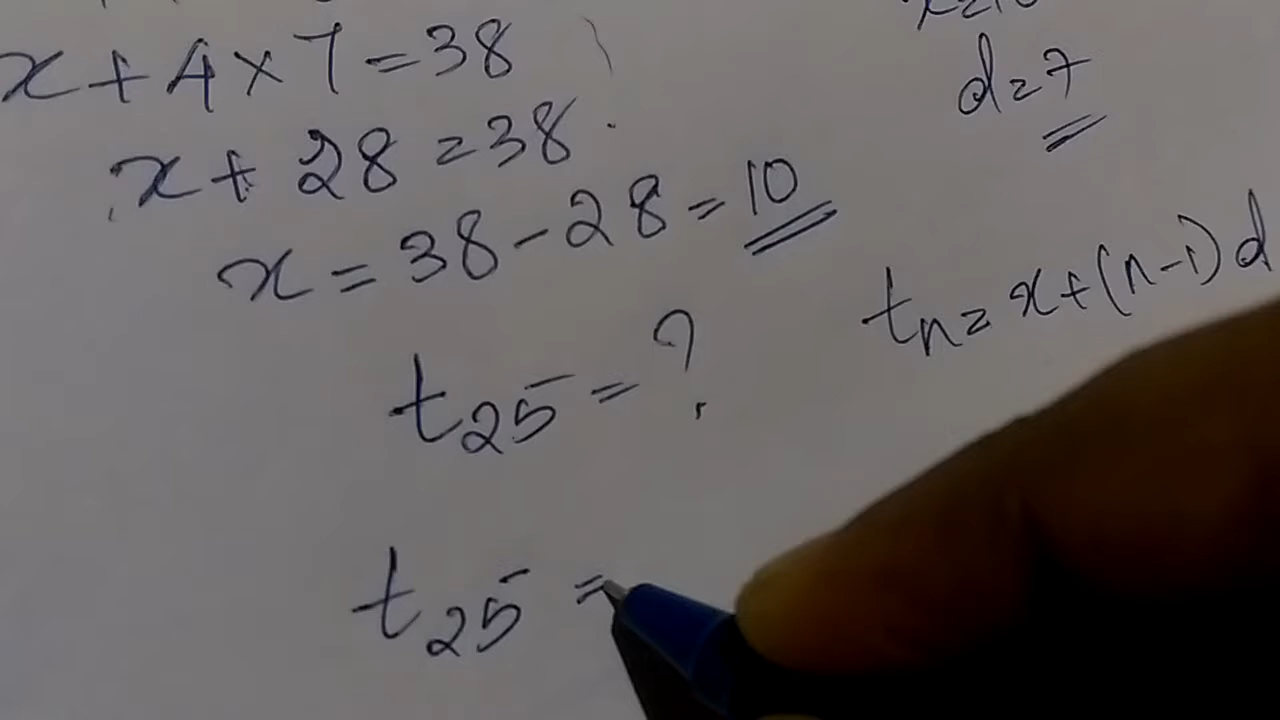 x + 4 × 7 = 38
x + 28 = 38
x = 38 - 28 = 10
d = 7
tn = x + (n-1) d
t25 = ?
t25 =